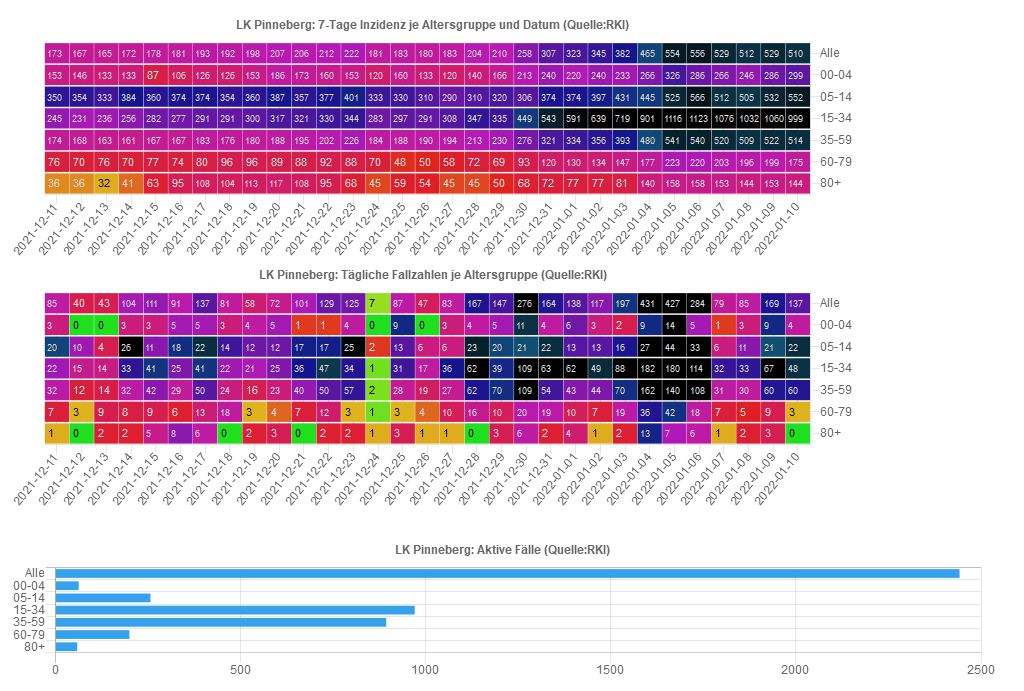 LK Pinneberg: 7-Tage Inzidenz je Altersgruppe und Datum (Quelle:RKI)
173 167 165 172 178 181 193 192 198 207 206 212 222 181 183 180 183 204 210 258 307 323 345 382 465 554 556 529 512 529 510 Alle
153 146 133 133 87 106 126 126 153 186 173 160 153 120 160 133 120 140 166 213 240 220 240 233 266 326 286 266 246 286 299 00-04
350 354 333 384 360 374 374 354 360 387 357 377 401 333 330 310 290 310 320 306 374 374 397 431 445 525 566 512 505 532 552 05-14
245 231 236 256 282 277 291 291 300 317 321 330 344 283 297 291 308 347 335 449 543 591 639 719 901 1116 1123 1076 1032 1060 999 15-34
174 168 163 161 167 167 183 176 180 188 195 205 222 184 188 190 194 213 230 276 321 334 356 393 480 541 540 520 509 522 514 35-59
76 70 76 70 77 74 80 96 96 89 88 92 88 70 48 50 58 72 69 93 120 130 134 147 177 223 220 203 196 199 175 60-79
36 36 32 41 63 95 108 104 113 117 108 95 68 45 59 54 45 45 50 68 72 77 77 81 140 158 158 153 144 153 144 80+
2021-12-11 2021-12-12 2021-12-13 2021-12-14 2021-12-15 2021-12-16 2021-12-17 2021-12-18 2021-12-19 2021-12-20 2021-12-21 2021-12-22 2021-12-23 2021-12-24 2021-12-25 2021-12-26 2021-12-27 2021-12-28 2021-12-29 2021-12-30 2021-12-31 2022-01-01 2022-01-02 2022-01-03 2022-01-04 2022-01-05 2022-01-06 2022-01-07 2022-01-08 2022-01-09 2022-01-10
LK Pinneberg: Tägliche Fallzahlen je Altersgruppe (Quelle:RKI)
85 40 43 104 111 91 137 81 58 72 101 129 125 7 87 47 83 167 147 276 164 138 117 197 431 427 284 79 85 169 137 Alle
3 0 0 3 3 5 5 3 4 5 1 1 4 0 9 0 3 4 5 11 4 6 3 2 9 14 5 1 3 9 4 00-04
20 10 4 26 11 18 22 14 12 12 17 17 25 2 13 6 6 23 20 21 22 13 13 16 27 44 33 6 11 21 22 05-14
22 15 14 33 41 25 41 22 21 25 36 47 34 1 31 17 36 62 39 109 63 62 49 88 182 180 114 32 33 67 48 15-34
32 12 14 32 42 29 50 24 16 23 40 50 57 2 28 19 27 62 70 109 54 43 44 70 162 140 108 31 30 60 60 35-59
7 3 9 8 9 6 13 18 3 4 7 12 3 1 3 4 10 16 10 20 19 10 7 19 36 42 18 7 5 9 3 60-79
1 0 2 2 5 8 6 0 2 3 0 2 2 1 3 1 1 0 3 6 2 4 1 2 13 7 6 1 2 3 0 80+
2021-12-11 2021-12-12 2021-12-13 2021-12-14 2021-12-15 2021-12-16 2021-12-17 2021-12-18 2021-12-19 2021-12-20 2021-12-21 2021-12-22 2021-12-23 2021-12-24 2021-12-25 2021-12-26 2021-12-27 2021-12-28 2021-12-29 2021-12-30 2021-12-31 2022-01-01 2022-01-02 2022-01-03 2022-01-04 2022-01-05 2022-01-06 2022-01-07 2022-01-08 2022-01-09 2022-01-10
LK Pinneberg: Aktive Fälle (Quelle:RKI)
Alle
00-04
05-14
15-34
35-59
60-79
80+
0 500 1000 1500 2000 2500